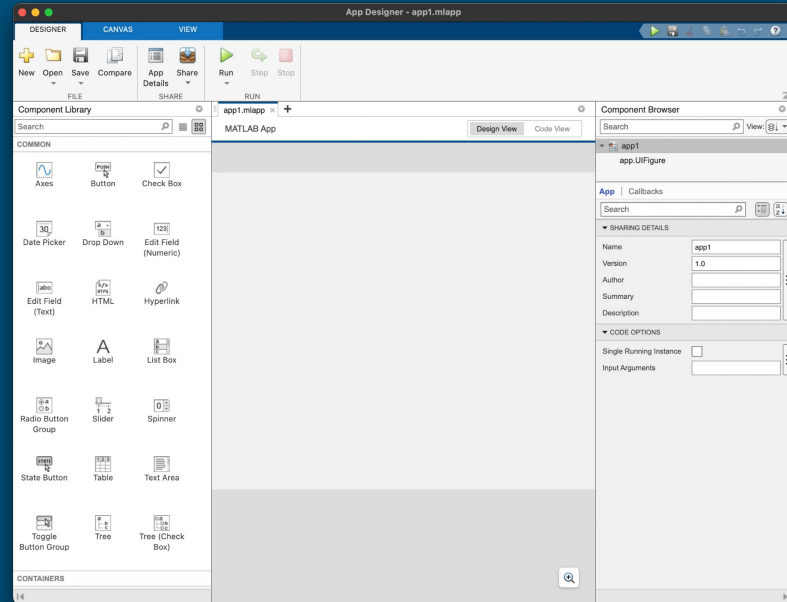 App Designer - app1.mlapp
DESIGNER CANVAS VIEW
New Open Save Compare App Details Share Run Step Stop
FILE SHARE RUN
Component Library
Search
COMMON
Axes Button Check Box
Date Picker Drop Down Edit Field (Numeric)
Edit Field (Text) HTML Hyperlink
Image Label List Box
Radio Button Group Slider Spinner
State Button Table Text Area
Toggle Button Group Tree Tree (Check Box)
CONTAINERS
app1.mlapp
MATLAB App Design View Code View
Component Browser
Search View:
app1
app.UIFigure
App | Callbacks
Search
SHARING DETAILS
Name app1
Version 1.0
Author
Summary
Description
CODE OPTIONS
Single Running Instance
Input Arguments